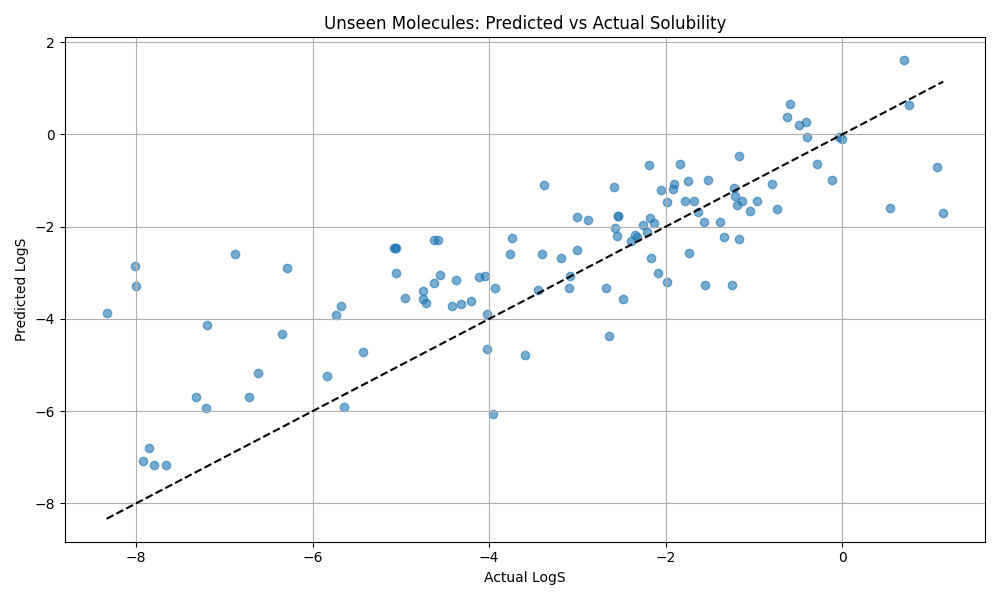 Unseen Molecules: Predicted vs Actual Solubility
2
0
−2
−4
−6
−8
Predicted LogS
−8 −6 −4 −2 0
Actual LogS